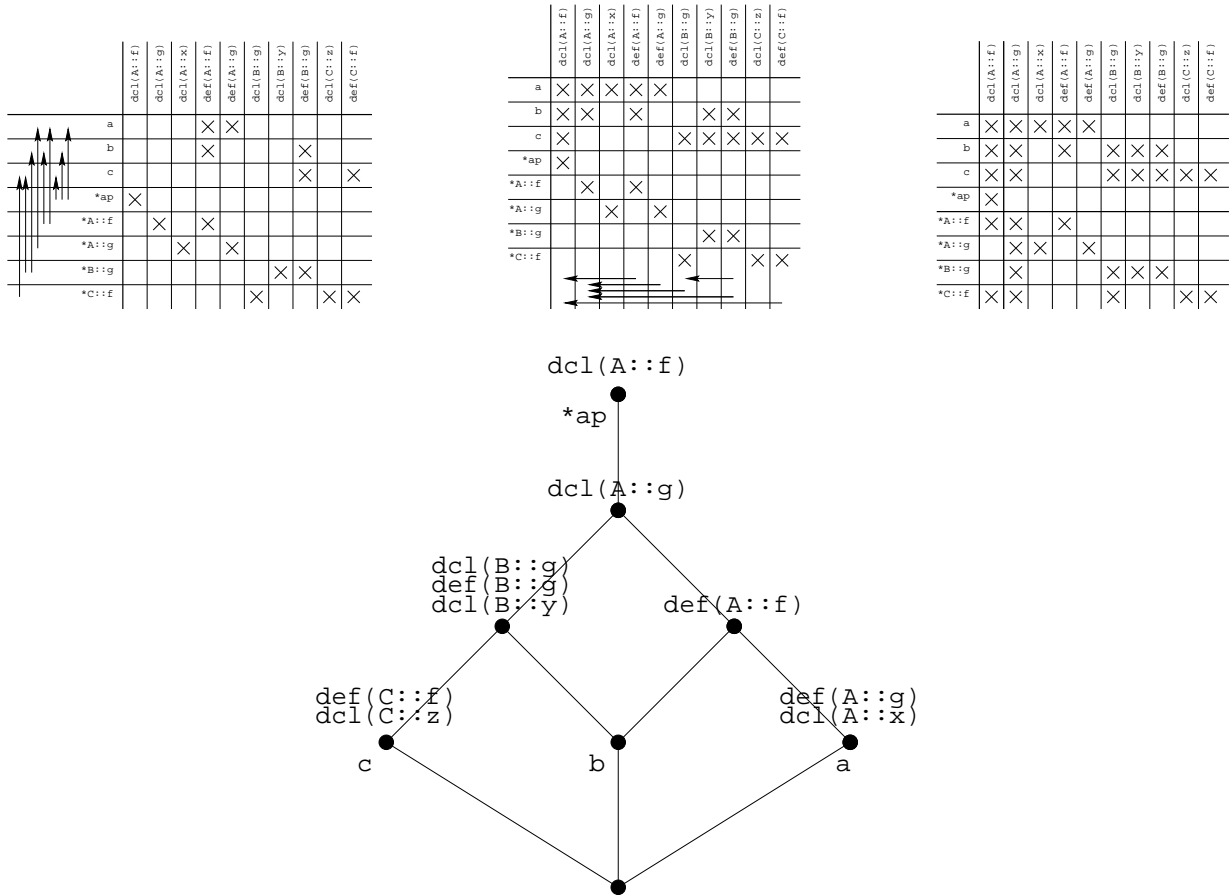 dcl(A::f) dcl(A::g) dcl(A::x) def(A::f) def(A::g) dcl(B::g) dcl(B::y) def(B::g) dcl(C::z) def(C::f)
a
b
c
*ap
*A::f
*A::g
*B::g
*C::f
dcl(A::f) dcl(A::g) dcl(A::x) def(A::f) def(A::g) dcl(B::g) dcl(B::y) def(B::g) dcl(C::z) def(C::f)
a
b
c
*ap
*A::f
*A::g
*B::g
*C::f
dcl(A::f) dcl(A::g) dcl(A::x) def(A::f) def(A::g) dcl(B::g) dcl(B::y) def(B::g) dcl(C::z) def(C::f)
a
b
c
*ap
*A::f
*A::g
*B::g
*C::f
dcl(A::f)
*ap
dcl(A::g)
dcl(B::g)
def(B::g)
dcl(B::y)
def(A::f)
def(C::f)
dcl(C::z)
def(A::g)
dcl(A::x)
c
b
a